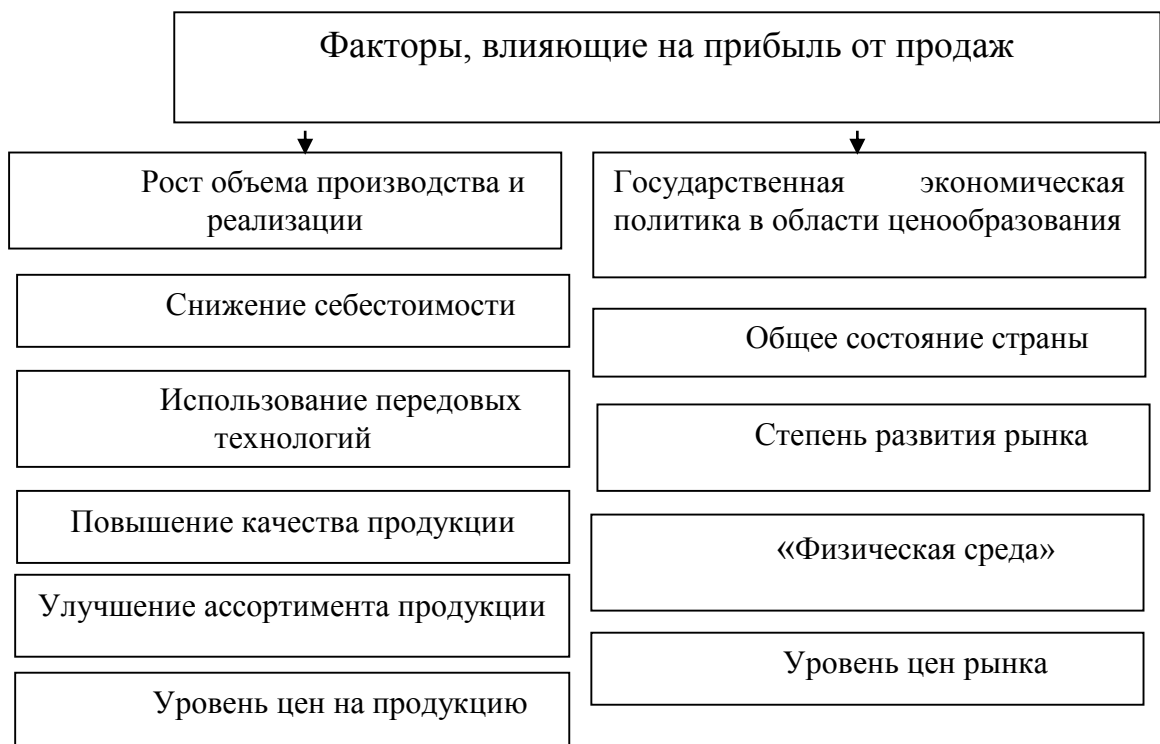 Факторы, влияющие на прибыль от продаж
Рост объема производства и
реализации
Снижение себестоимости
Использование передовых
технологий
Повышение качества продукции
Улучшение ассортимента продукции
Уровень цен на продукцию
Государственная экономическая
политика в области ценообразования
Общее состояние страны
Степень развития рынка
«Физическая среда»
Уровень цен рынка